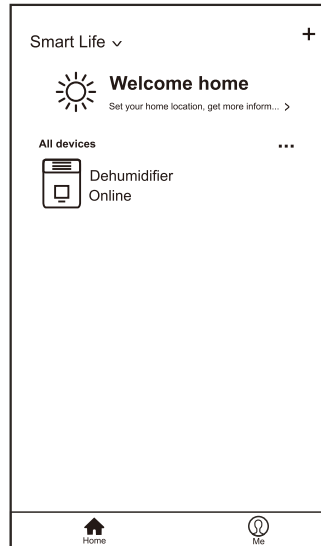 Smart Life
+
Welcome home
Set your home location, get more inform... >
All devices
...
Dehumidifier
Online
Home
Me